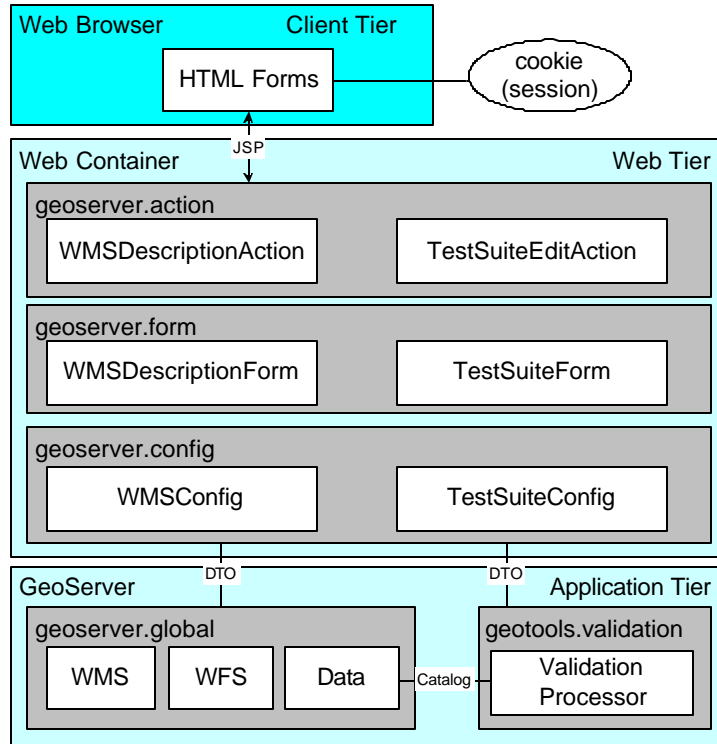 Web Browser
Client Tier
HTML Forms
cookie
(session)
JSP
Web Container
Web Tier
geoserver.action
WMSDescriptionAction
TestSuiteEditAction
geoserver.form
WMSDescriptionForm
TestSuiteForm
geoserver.config
WMSConfig
TestSuiteConfig
DTO
DTO
GeoServer
Application Tier
geoserver.global
WMS
WFS
Data
Catalog
geotools.validation
Validation
Processor